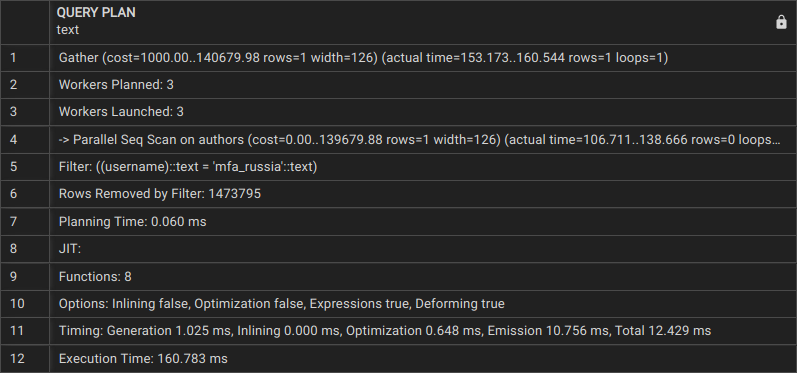 QUERY PLAN
text
1 Gather (cost=1000.00..140679.98 rows=1 width=126) (actual time=153.173..160.544 rows=1 loops=1)
2 Workers Planned: 3
3 Workers Launched: 3
4 -> Parallel Seq Scan on authors (cost=0.00..139679.88 rows=1 width=126) (actual time=106.711..138.666 rows=0 loops...
5 Filter: ((username)::text = 'mfa_russia'::text)
6 Rows Removed by Filter: 1473795
7 Planning Time: 0.060 ms
8 JIT:
9 Functions: 8
10 Options: Inlining false, Optimization false, Expressions true, Deforming true
11 Timing: Generation 1.025 ms, Inlining 0.000 ms, Optimization 0.648 ms, Emission 10.756 ms, Total 12.429 ms
12 Execution Time: 160.783 ms